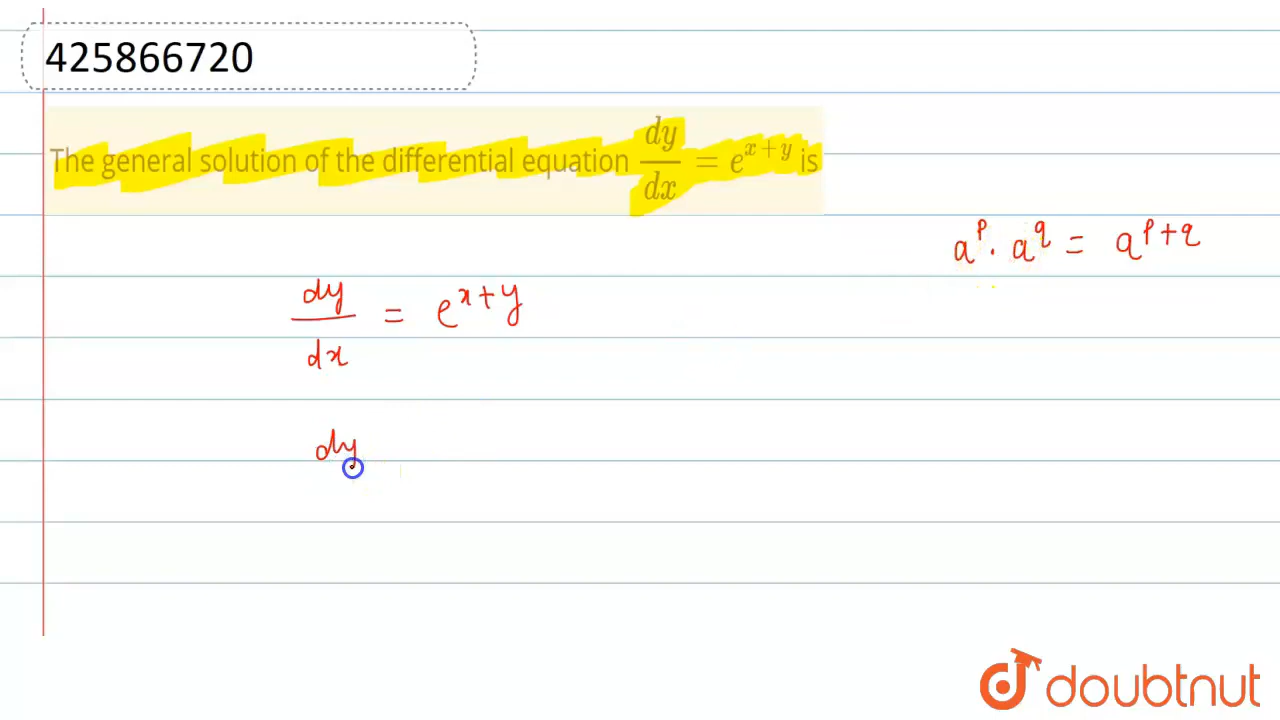 425866720
The general solution of the differential equation dy/dx = e^{x+y} is
a^p · a^q = a^{p+q}
dy/dx = e^{x+y}
dy
doubtnut